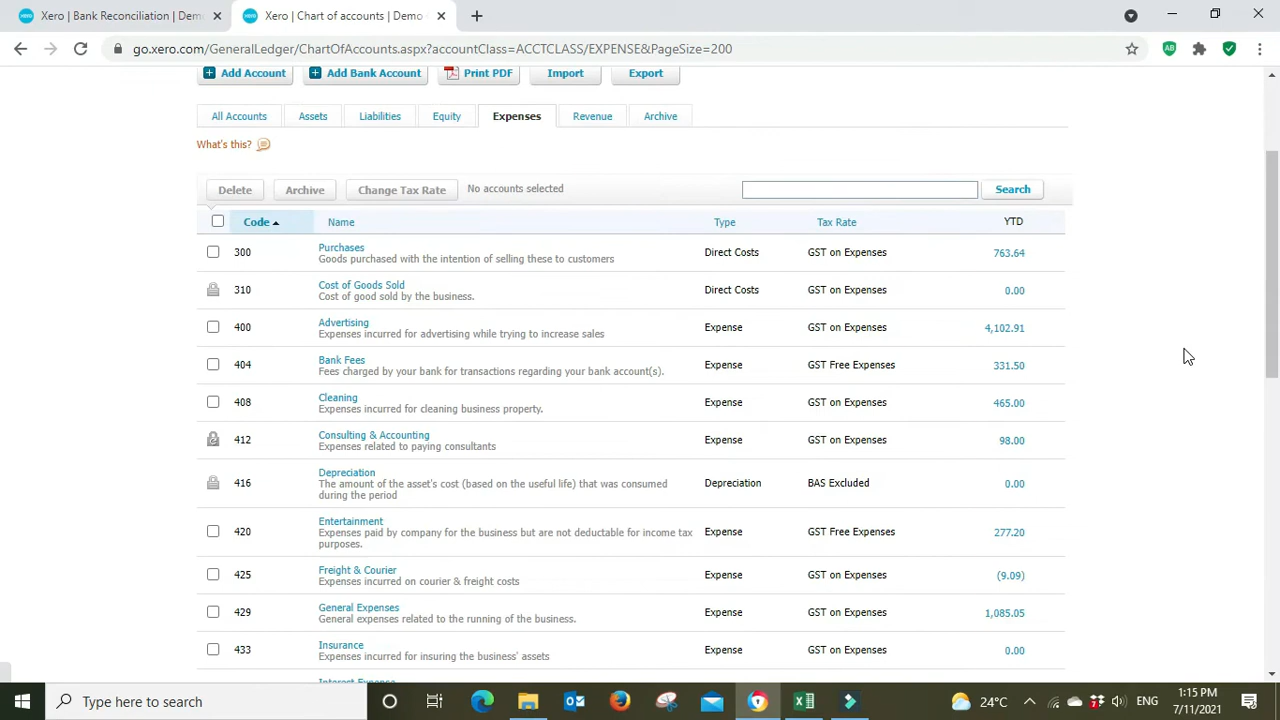 Xero | Bank Reconciliation | Dem
Xero | Chart of accounts | Demo
go.xero.com/GeneralLedger/ChartOfAccounts.aspx?accountClass=ACCTCLASS/EXPENSE&PageSize=200
Add Account Add Bank Account Print PDF Import Export
All Accounts Assets Liabilities Equity Expenses Revenue Archive
What's this?
Delete Archive Change Tax Rate No accounts selected Search
Code Name Type Tax Rate YTD
300 Purchases Direct Costs GST on Expenses 763.64
Goods purchased with the intention of selling these to customers
310 Cost of Goods Sold Direct Costs GST on Expenses 0.00
Cost of good sold by the business.
400 Advertising Expense GST on Expenses 4,102.91
Expenses incurred for advertising while trying to increase sales
404 Bank Fees Expense GST Free Expenses 331.50
Fees charged by your bank for transactions regarding your bank account(s).
408 Cleaning Expense GST on Expenses 465.00
Expenses incurred for cleaning business property.
412 Consulting & Accounting Expense GST on Expenses 98.00
Expenses related to paying consultants
416 Depreciation Depreciation BAS Excluded 0.00
The amount of the asset's cost (based on the useful life) that was consumed
during the period
420 Entertainment Expense GST Free Expenses 277.20
Expenses paid by company for the business but are not deductable for income tax
purposes.
425 Freight & Courier Expense GST on Expenses (9.09)
Expenses incurred on courier & freight costs
429 General Expenses Expense GST on Expenses 1,085.05
General expenses related to the running of the business.
433 Insurance Expense GST on Expenses 0.00
Expenses incurred for insuring the business' assets
Interest Expense
Type here to search
24°C ENG
1:15 PM
7/11/2021